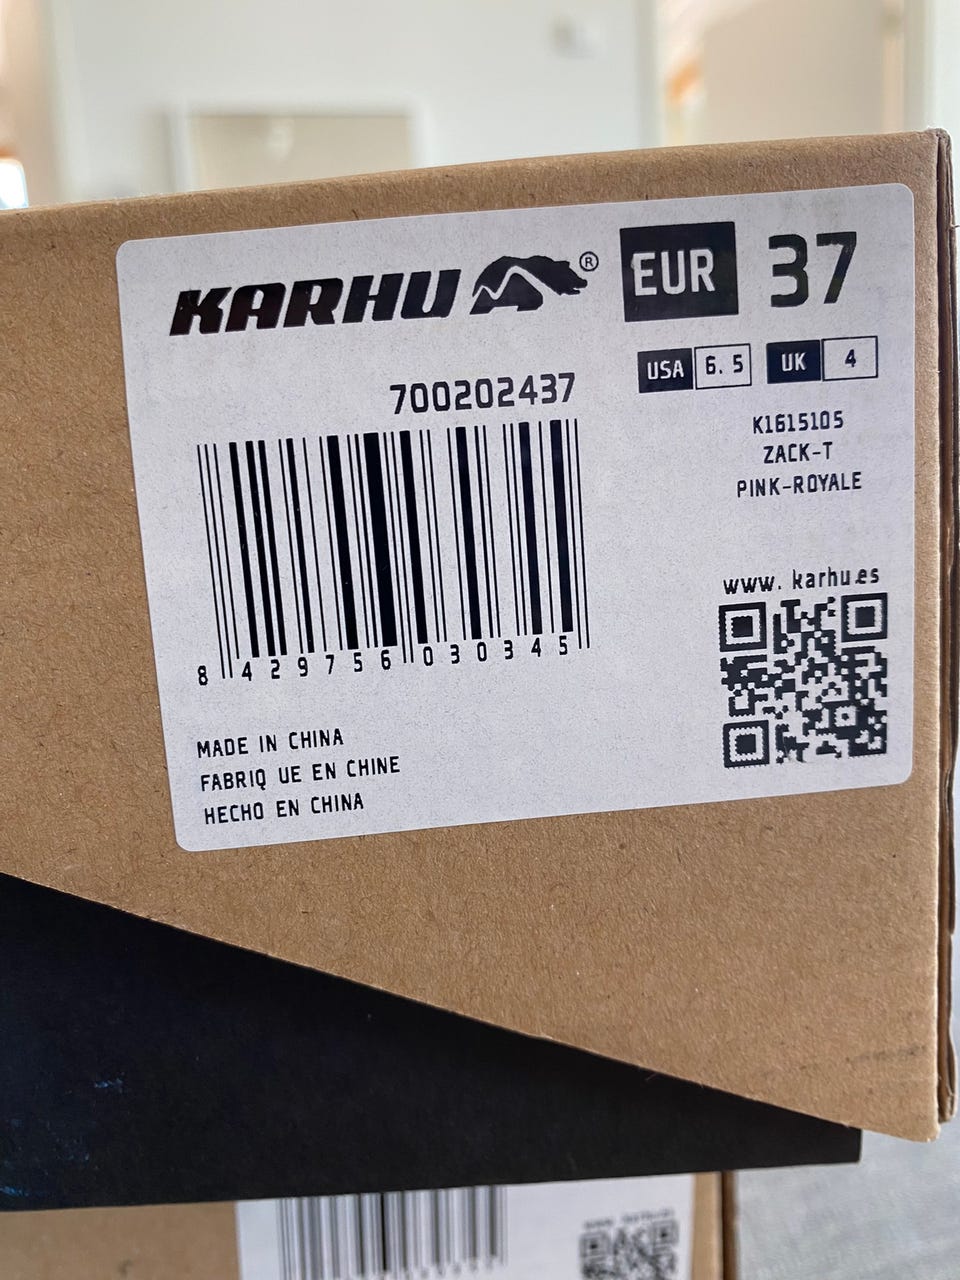 KARHU ®
EUR 37
USA 6.5 UK 4
700202437
K1615105
ZACK-T
PINK-ROYALE
www.karhu.es
8 429756 030345
MADE IN CHINA
FABRIQ UE EN CHINE
HECHO EN CHINA